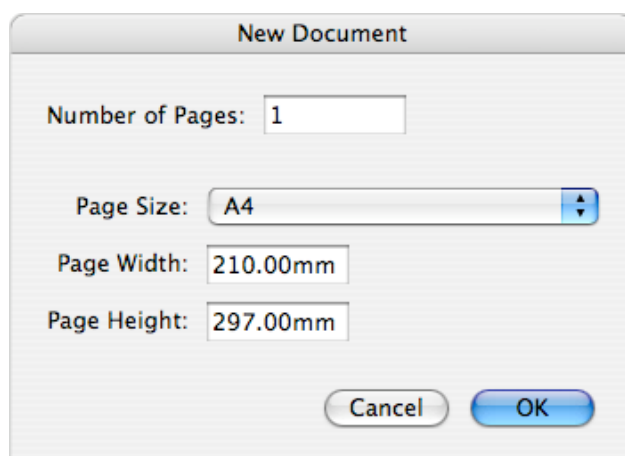 New Document
Number of Pages: 1
Page Size: A4
Page Width: 210.00mm
Page Height: 297.00mm
Cancel OK